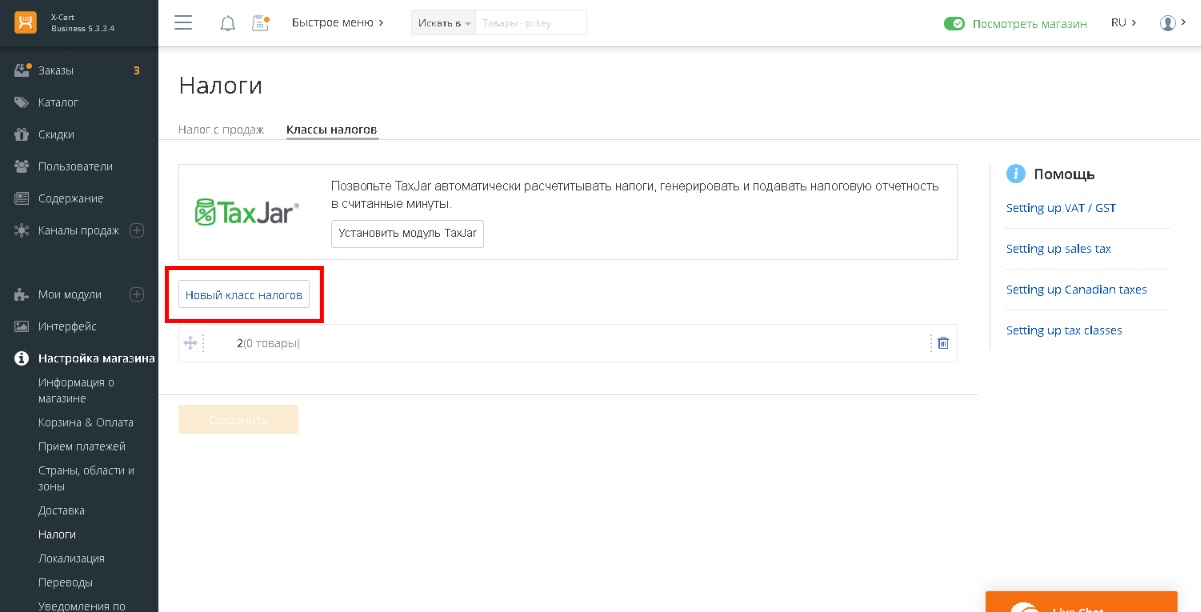 X-Cart
Business 5.3.3.4
Быстрое меню
Искать в
Товары - pi key
Посмотреть магазин
RU
Заказы
3
Каталог
Скидки
Пользователи
Содержание
Каналы продаж
Мои модули
Интерфейс
Настройка магазина
Информация о
магазине
Корзина & Оплата
Прием платежей
Страны, области и
зоны
Доставка
Налоги
Локализация
Переводы
Уведомления по
Налоги
Налог с продаж
Классы налогов
TaxJar
Позвольте TaxJar автоматически расчетитывать налоги, генерировать и подавать налоговую отчетность
в считанные минуты.
Установить модуль TaxJar
Новый класс налогов
2(0 товары)
Сохранить
Помощь
Setting up VAT / GST
Setting up sales tax
Setting up Canadian taxes
Setting up tax classes
Live Chat